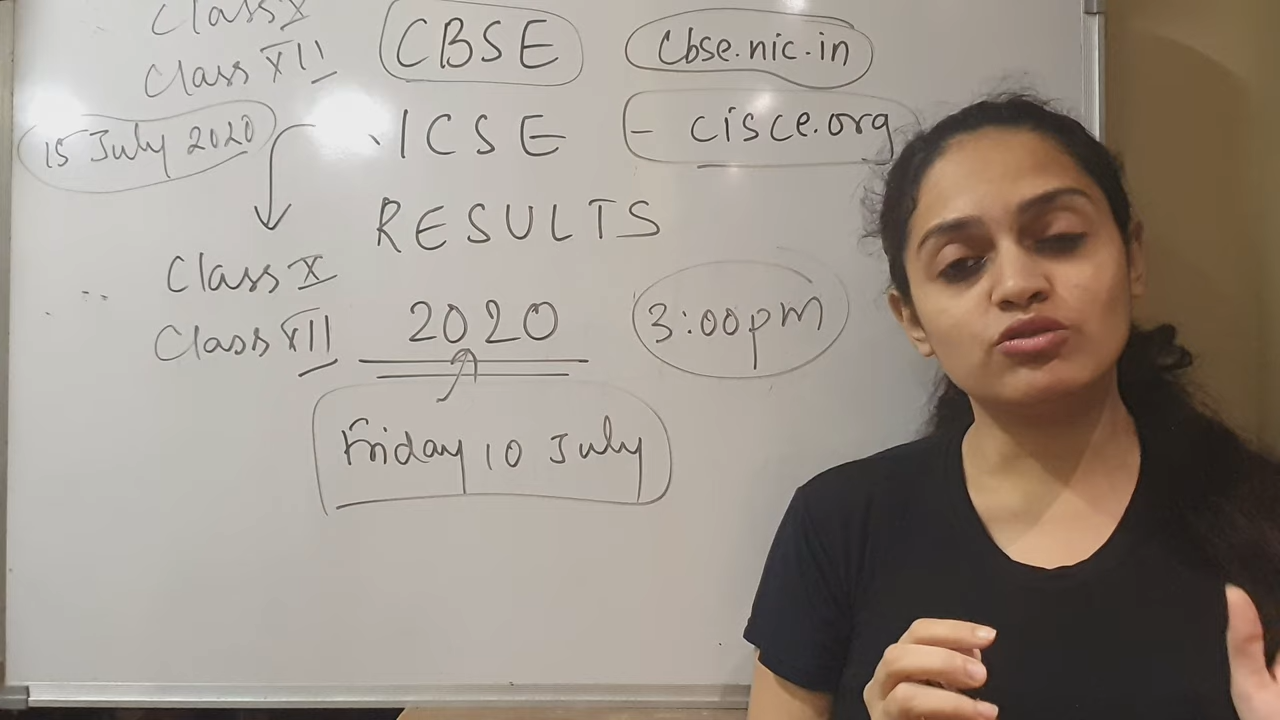 Class X
Class XII
CBSE
Cbse.nic.in
15 July 2020
ICSE
- cisce.org
RESULTS
Class X
Class XII
2020
3:00pm
Friday 10 July